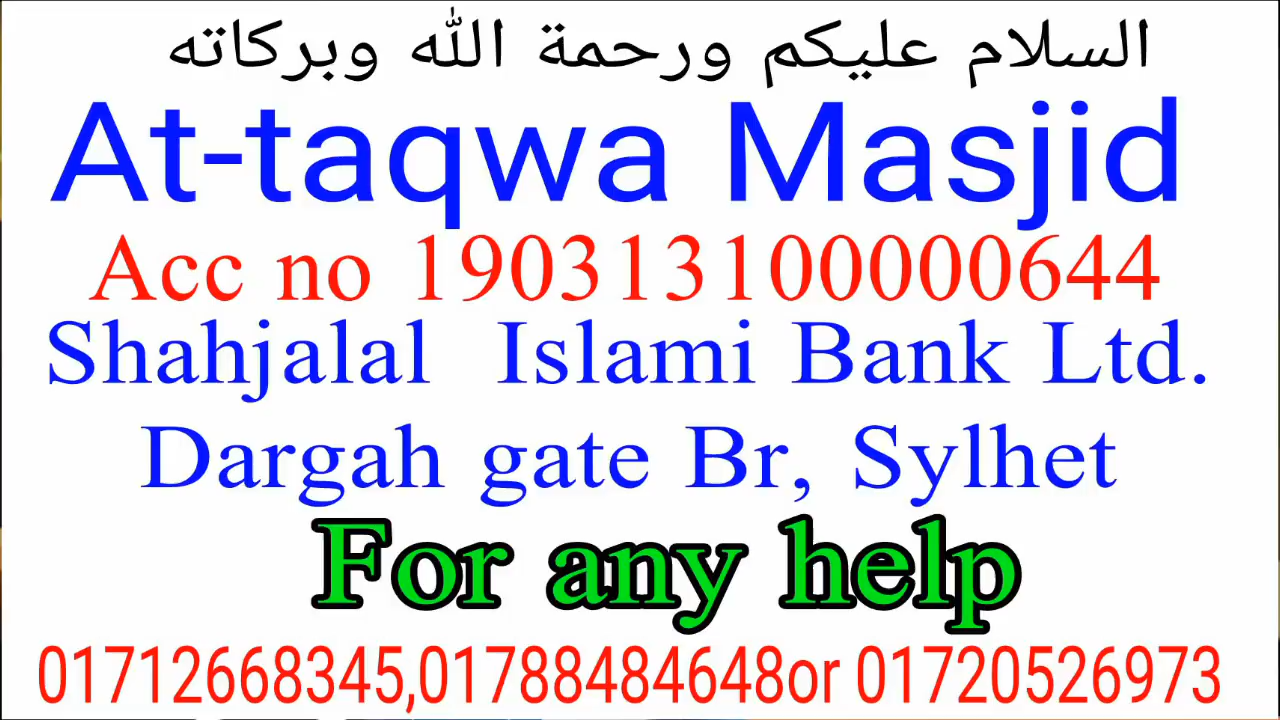 السلام عليكم ورحمة الله وبركاته
At-taqwa Masjid
Acc no 190313100000644
Shahjalal Islami Bank Ltd.
Dargah gate Br, Sylhet
For any help
01712668345,01788484648or 01720526973